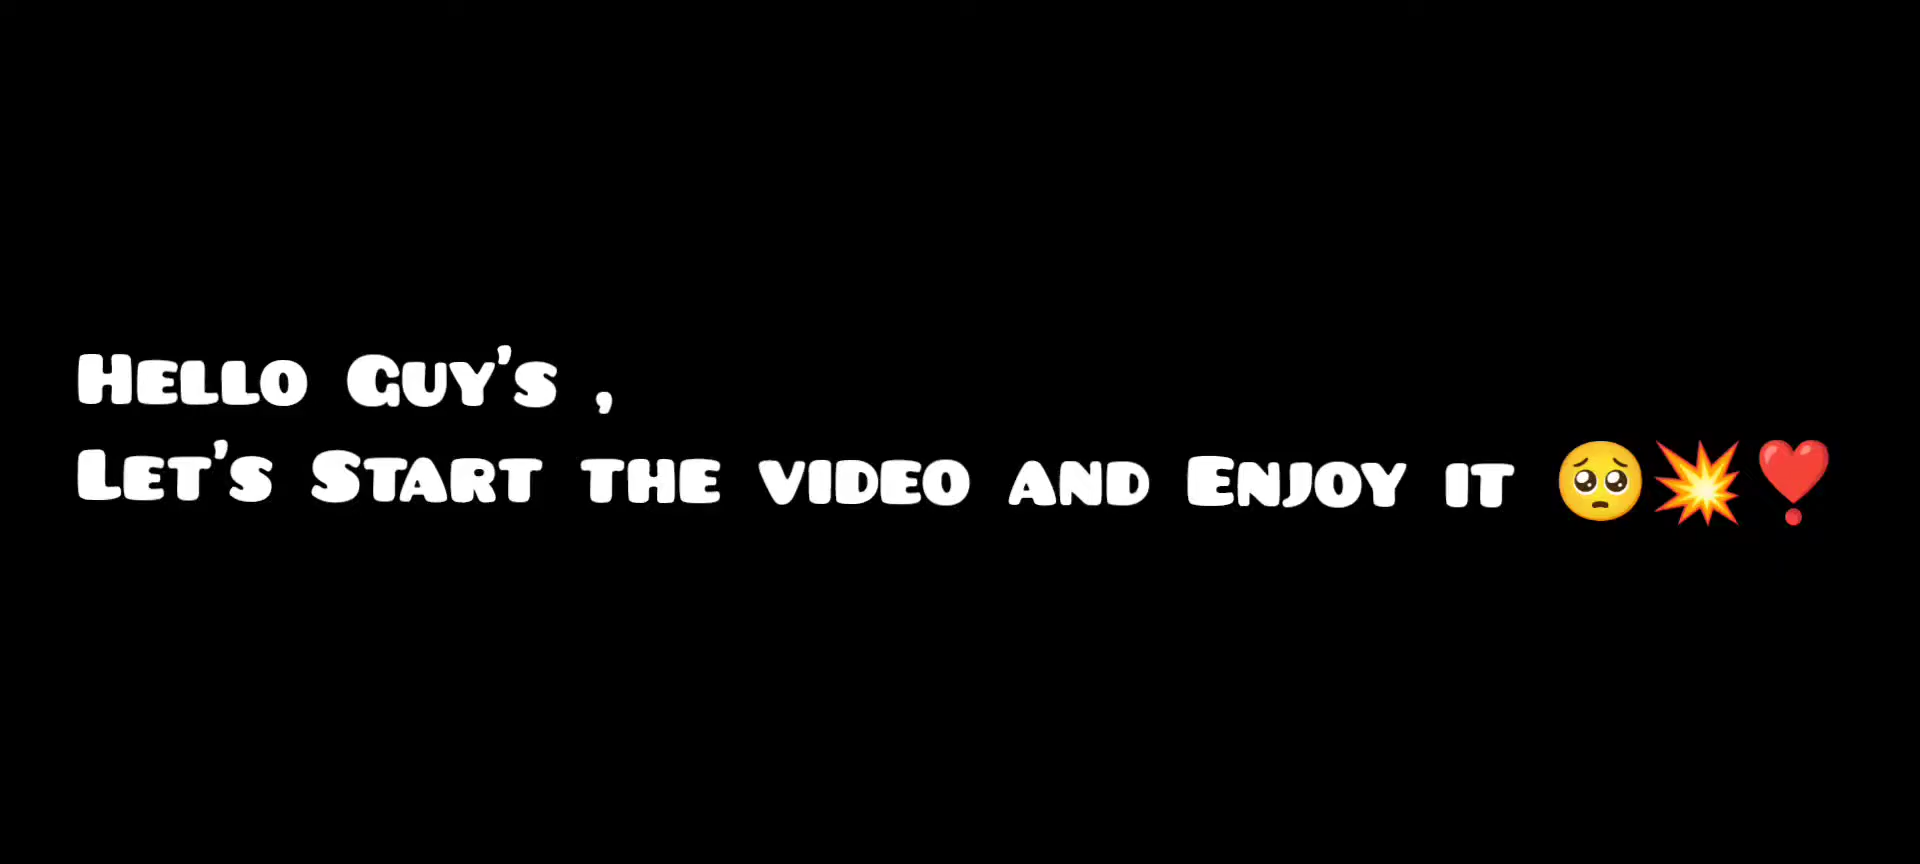 Hello Guy's ,
Let's Start the video and Enjoy it 🥺💥❣️